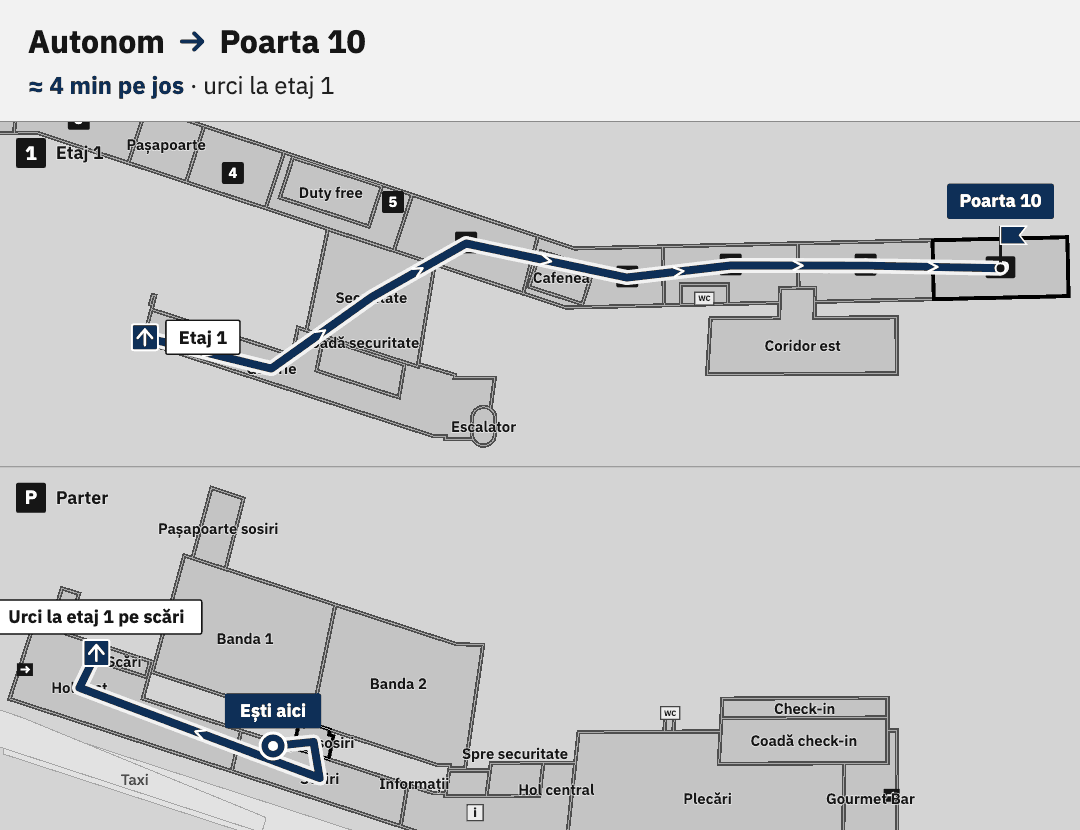 Autonom → Poarta 10
≈ 4 min pe jos · urci la etaj 1
1 Etaj 1
Pașapoarte
4
Duty free
5
Poarta 10
Cafenea
WC
Etaj 1
Coridor est
Escalator
P Parter
Pașapoarte sosiri
Urci la etaj 1 pe scări
Banda 1
Scări
Banda 2
Ești aici
WC
Check-in
Coadă check-in
Spre securitate
Taxi
Informații
Hol central
Plecări
Gourmet Bar
i